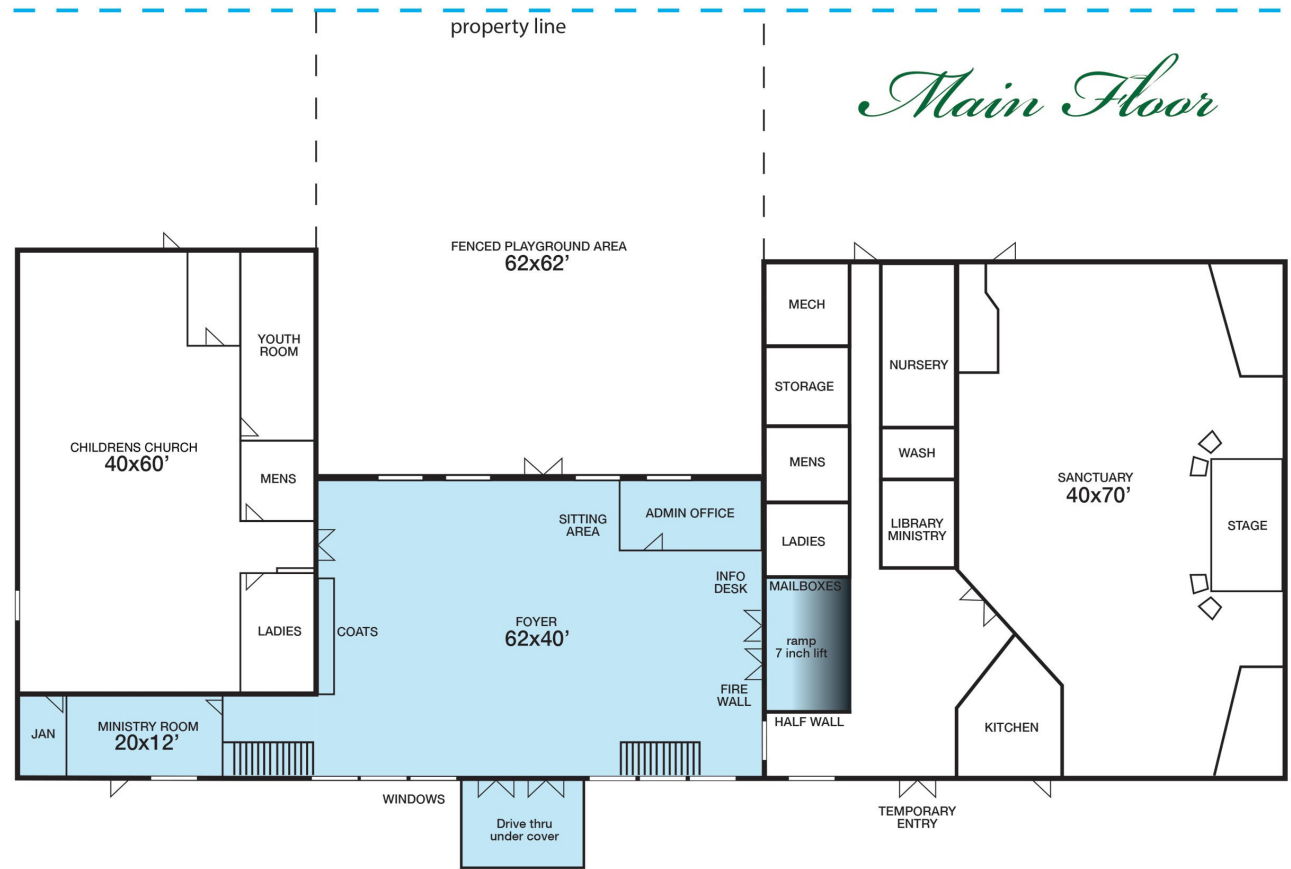 property line
Main Floor
FENCED PLAYGROUND AREA
62x62’
MECH
YOUTH
ROOM
NURSERY
STORAGE
CHILDRENS CHURCH
40x60’
WASH
MENS
MENS
SANCTUARY
40x70’
SITTING
AREA
ADMIN OFFICE
LIBRARY
MINISTRY
STAGE
LADIES
INFO
DESK
MAILBOXES
LADIES
COATS
FOYER
62x40’
ramp
7 inch lift
FIRE
WALL
HALF WALL
JAN
MINISTRY ROOM
20x12’
KITCHEN
WINDOWS
Drive thru
under cover
TEMPORARY
ENTRY